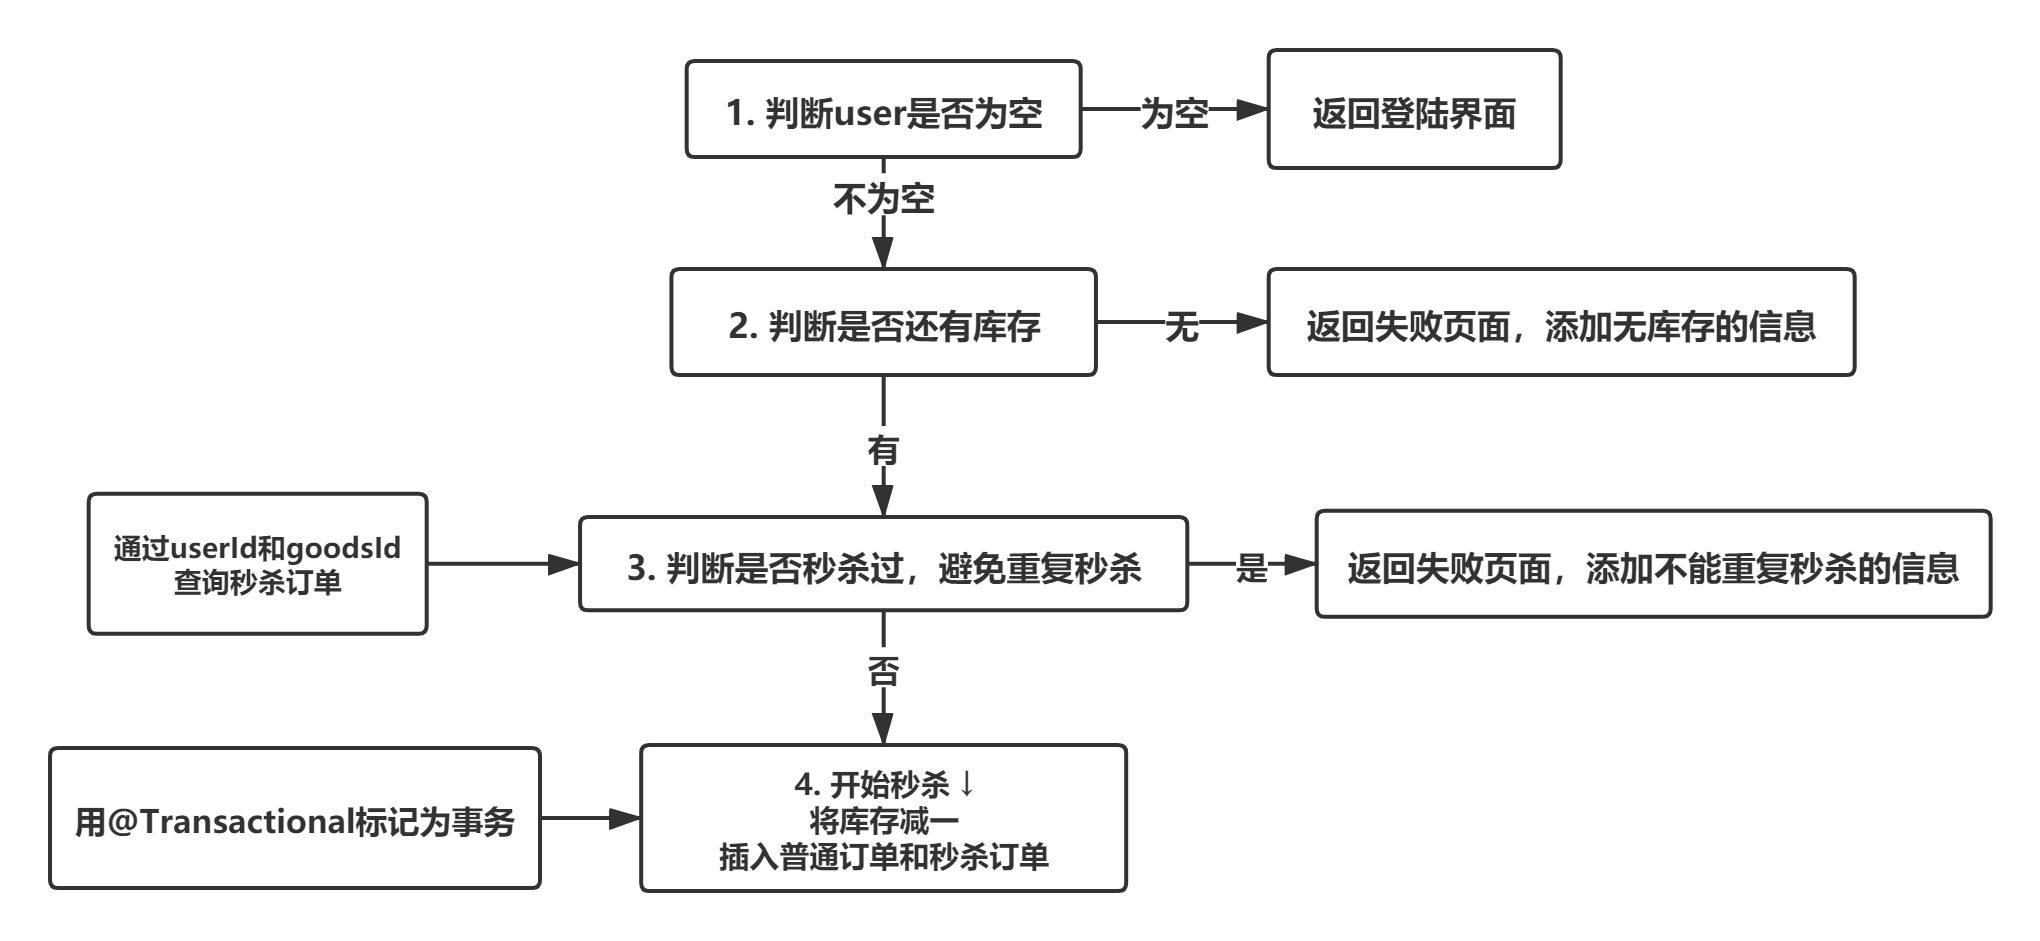 1. 判断user是否为空
为空
返回登陆界面
不为空
2. 判断是否还有库存
无
返回失败页面，添加无库存的信息
有
通过userId和goodsId
查询秒杀订单
3. 判断是否秒杀过，避免重复秒杀
是
返回失败页面，添加不能重复秒杀的信息
否
用@Transactional标记为事务
4. 开始秒杀↓
将库存减一
插入普通订单和秒杀订单